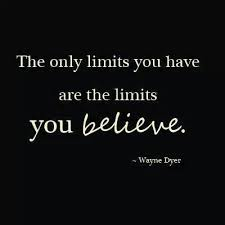 The only limits you have
are the limits
you believe.
~ Wayne Dyer